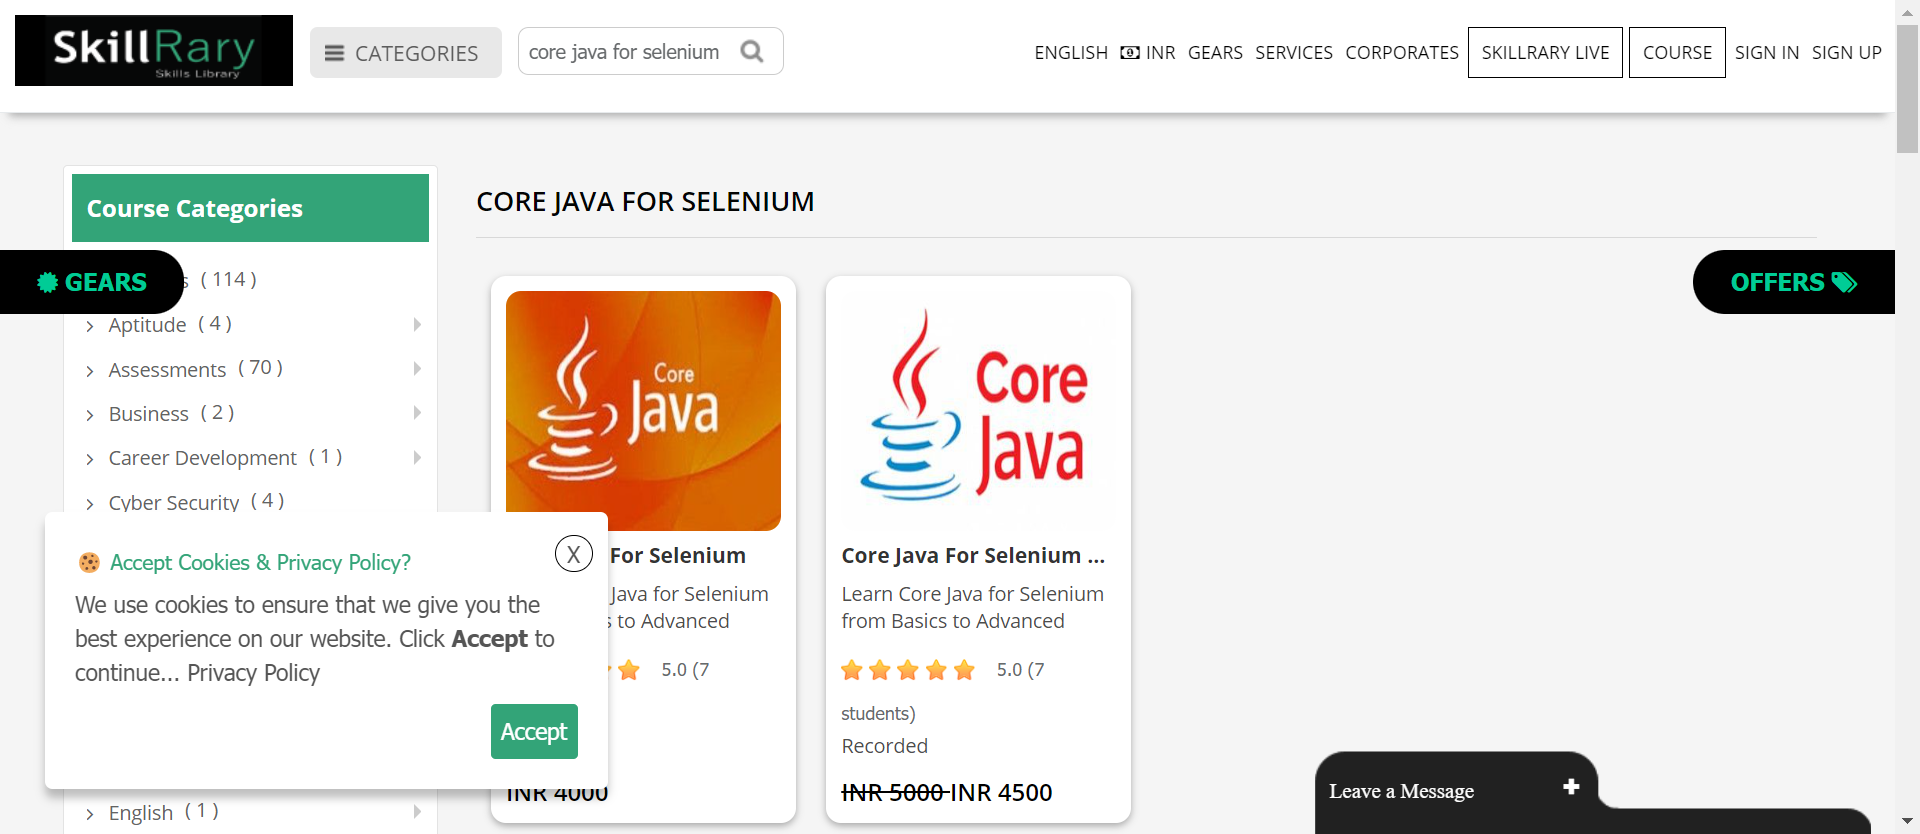 SkillRary
Skills Library
CATEGORIES
core java for selenium
ENGLISH
INR
GEARS
SERVICES
CORPORATES
SKILLRARY LIVE
COURSE
SIGN IN
SIGN UP
Course Categories
GEARS
( 114 )
Aptitude ( 4 )
Assessments ( 70 )
Business ( 2 )
Career Development ( 1 )
Cyber Security ( 4 )
English ( 1 )
CORE JAVA FOR SELENIUM
OFFERS
Core
Java
For Selenium
Java for Selenium
to Advanced
5.0 (7
INR 4000
Core
Java
Core Java For Selenium ...
Learn Core Java for Selenium
from Basics to Advanced
5.0 (7
students)
Recorded
INR 5000 INR 4500
Accept Cookies & Privacy Policy?
X
We use cookies to ensure that we give you the
best experience on our website. Click Accept to
continue... Privacy Policy
Accept
Leave a Message